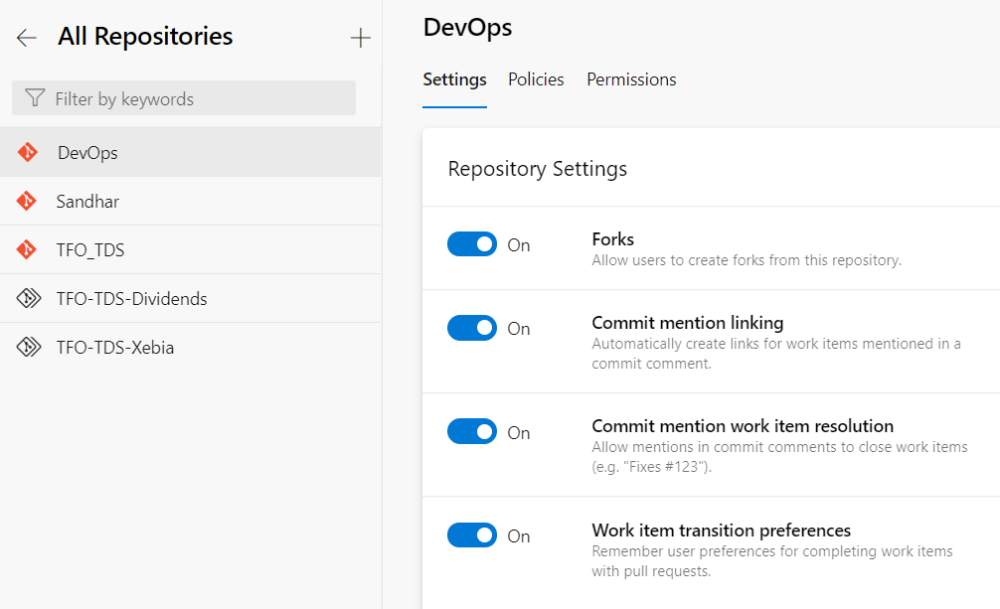 All Repositories
Filter by keywords
DevOps
Sandhar
TFO_TDS
TFO-TDS-Dividends
TFO-TDS-Xebia
DevOps
Settings Policies Permissions
Repository Settings
On
Forks
Allow users to create forks from this repository.
On
Commit mention linking
Automatically create links for work items mentioned in a
commit comment.
On
Commit mention work item resolution
Allow mentions in commit comments to close work items
(e.g. "Fixes #123").
On
Work item transition preferences
Remember user preferences for completing work items
with pull requests.